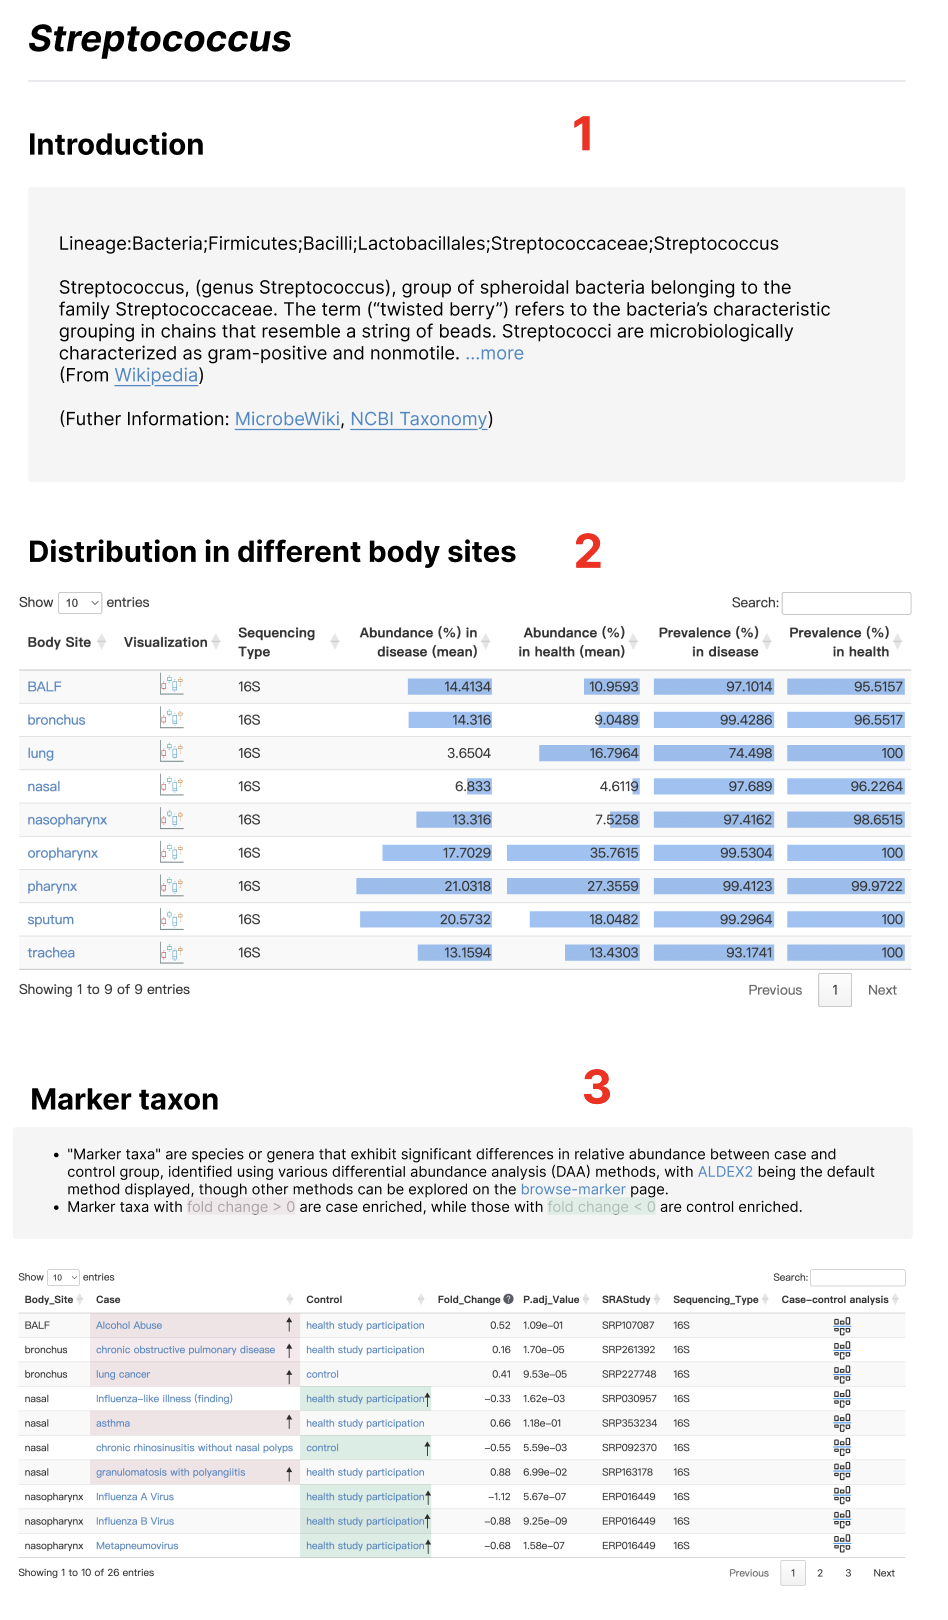 Streptococcus
1
Introduction
Lineage:Bacteria;Firmicutes;Bacilli;Lactobacillales;Streptococcaceae;Streptococcus
Streptococcus, (genus Streptococcus), group of spheroidal bacteria belonging to the
family Streptococcaceae. The term (“twisted berry”) refers to the bacteria’s characteristic
grouping in chains that resemble a string of beads. Streptococci are microbiologically
characterized as gram-positive and nonmotile. ...more
(From Wikipedia)
(Futher Information: MicrobeWiki, NCBI Taxonomy)
Distribution in different body sites 2
Show 10 entries Search:
Body Site Visualization Sequencing Type Abundance (%) in disease (mean) Abundance (%) in health (mean) Prevalence (%) in disease Prevalence (%) in health
BALF 16S 14.4134 10.9593 97.1014 95.5157
bronchus 16S 14.316 9.0489 99.4286 96.5517
lung 16S 3.6504 16.7964 74.498 100
nasal 16S 6.833 4.6119 97.689 96.2264
nasopharynx 16S 13.316 7.5258 97.4162 98.6515
oropharynx 16S 17.7029 35.7615 99.5304 100
pharynx 16S 21.0318 27.3559 99.4123 99.9722
sputum 16S 20.5732 18.0482 99.2964 100
trachea 16S 13.1594 13.4303 93.1741 100
Showing 1 to 9 of 9 entries Previous 1 Next
Marker taxon 3
• "Marker taxa" are species or genera that exhibit significant differences in relative abundance between case and
control group, identified using various differential abundance analysis (DAA) methods, with ALDEX2 being the default
method displayed, though other methods can be explored on the browse-marker page.
• Marker taxa with fold change > 0 are case enriched, while those with fold change < 0 are control enriched.
Show 10 entries Search:
Body_Site Case Control Fold_Change ? P.adj_Value SRAStudy Sequencing_Type Case-control analysis
BALF Alcohol Abuse ↑ health study participation 0.52 1.09e-01 SRP107087 16S
bronchus chronic obstructive pulmonary disease ↑ health study participation 0.16 1.70e-05 SRP261392 16S
bronchus lung cancer ↑ control 0.41 9.53e-05 SRP227748 16S
nasal Influenza-like illness (finding) health study participation↑ -0.33 1.62e-03 SRP030957 16S
nasal asthma ↑ health study participation 0.66 1.18e-01 SRP353234 16S
nasal chronic rhinosinusitis without nasal polyps control ↑ -0.55 5.59e-03 SRP092370 16S
nasal granulomatosis with polyangiitis ↑ health study participation 0.88 6.99e-02 SRP163178 16S
nasopharynx Influenza A Virus health study participation↑ -1.12 5.67e-07 ERP016449 16S
nasopharynx Influenza B Virus health study participation↑ -0.88 9.25e-09 ERP016449 16S
nasopharynx Metapneumovirus health study participation↑ -0.68 1.58e-07 ERP016449 16S
Showing 1 to 10 of 26 entries Previous 1 2 3 Next